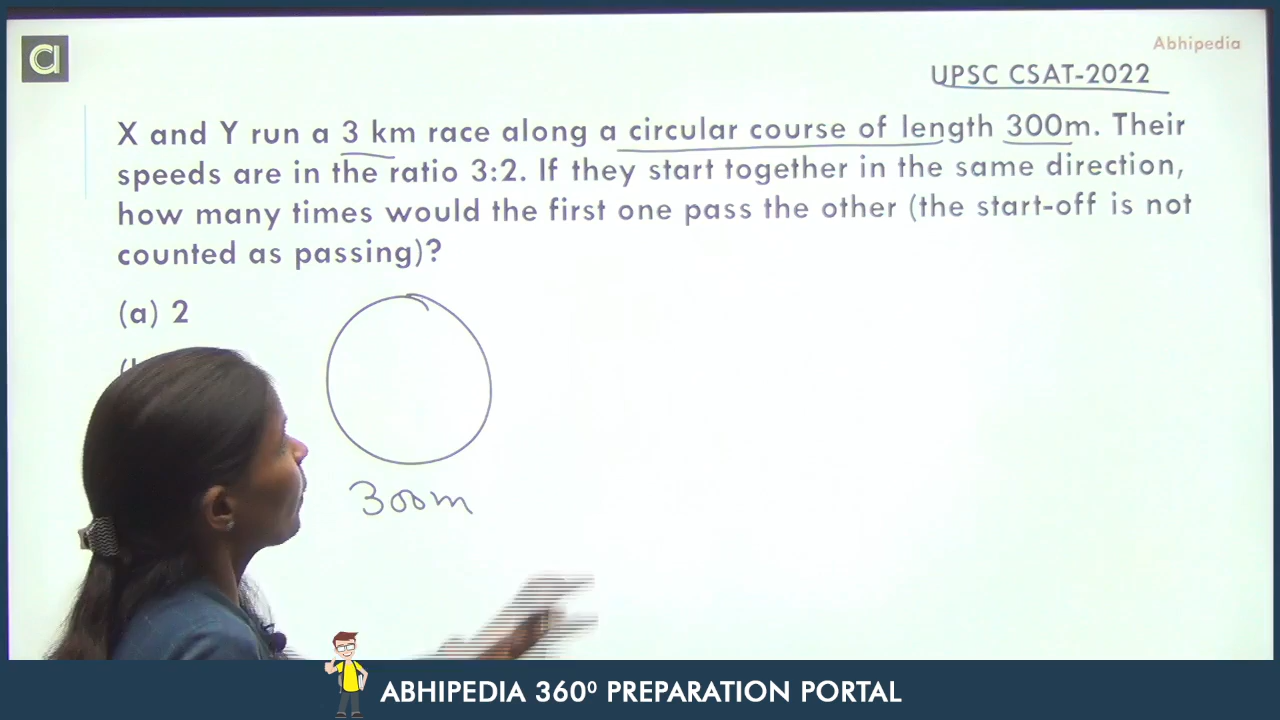 Abhipedia
UPSC CSAT-2022
X and Y run a 3 km race along a circular course of length 300m. Their
speeds are in the ratio 3:2. If they start together in the same direction,
how many times would the first one pass the other (the start-off is not
counted as passing)?
(a) 2
300m
ABHIPEDIA 360⁰ PREPARATION PORTAL